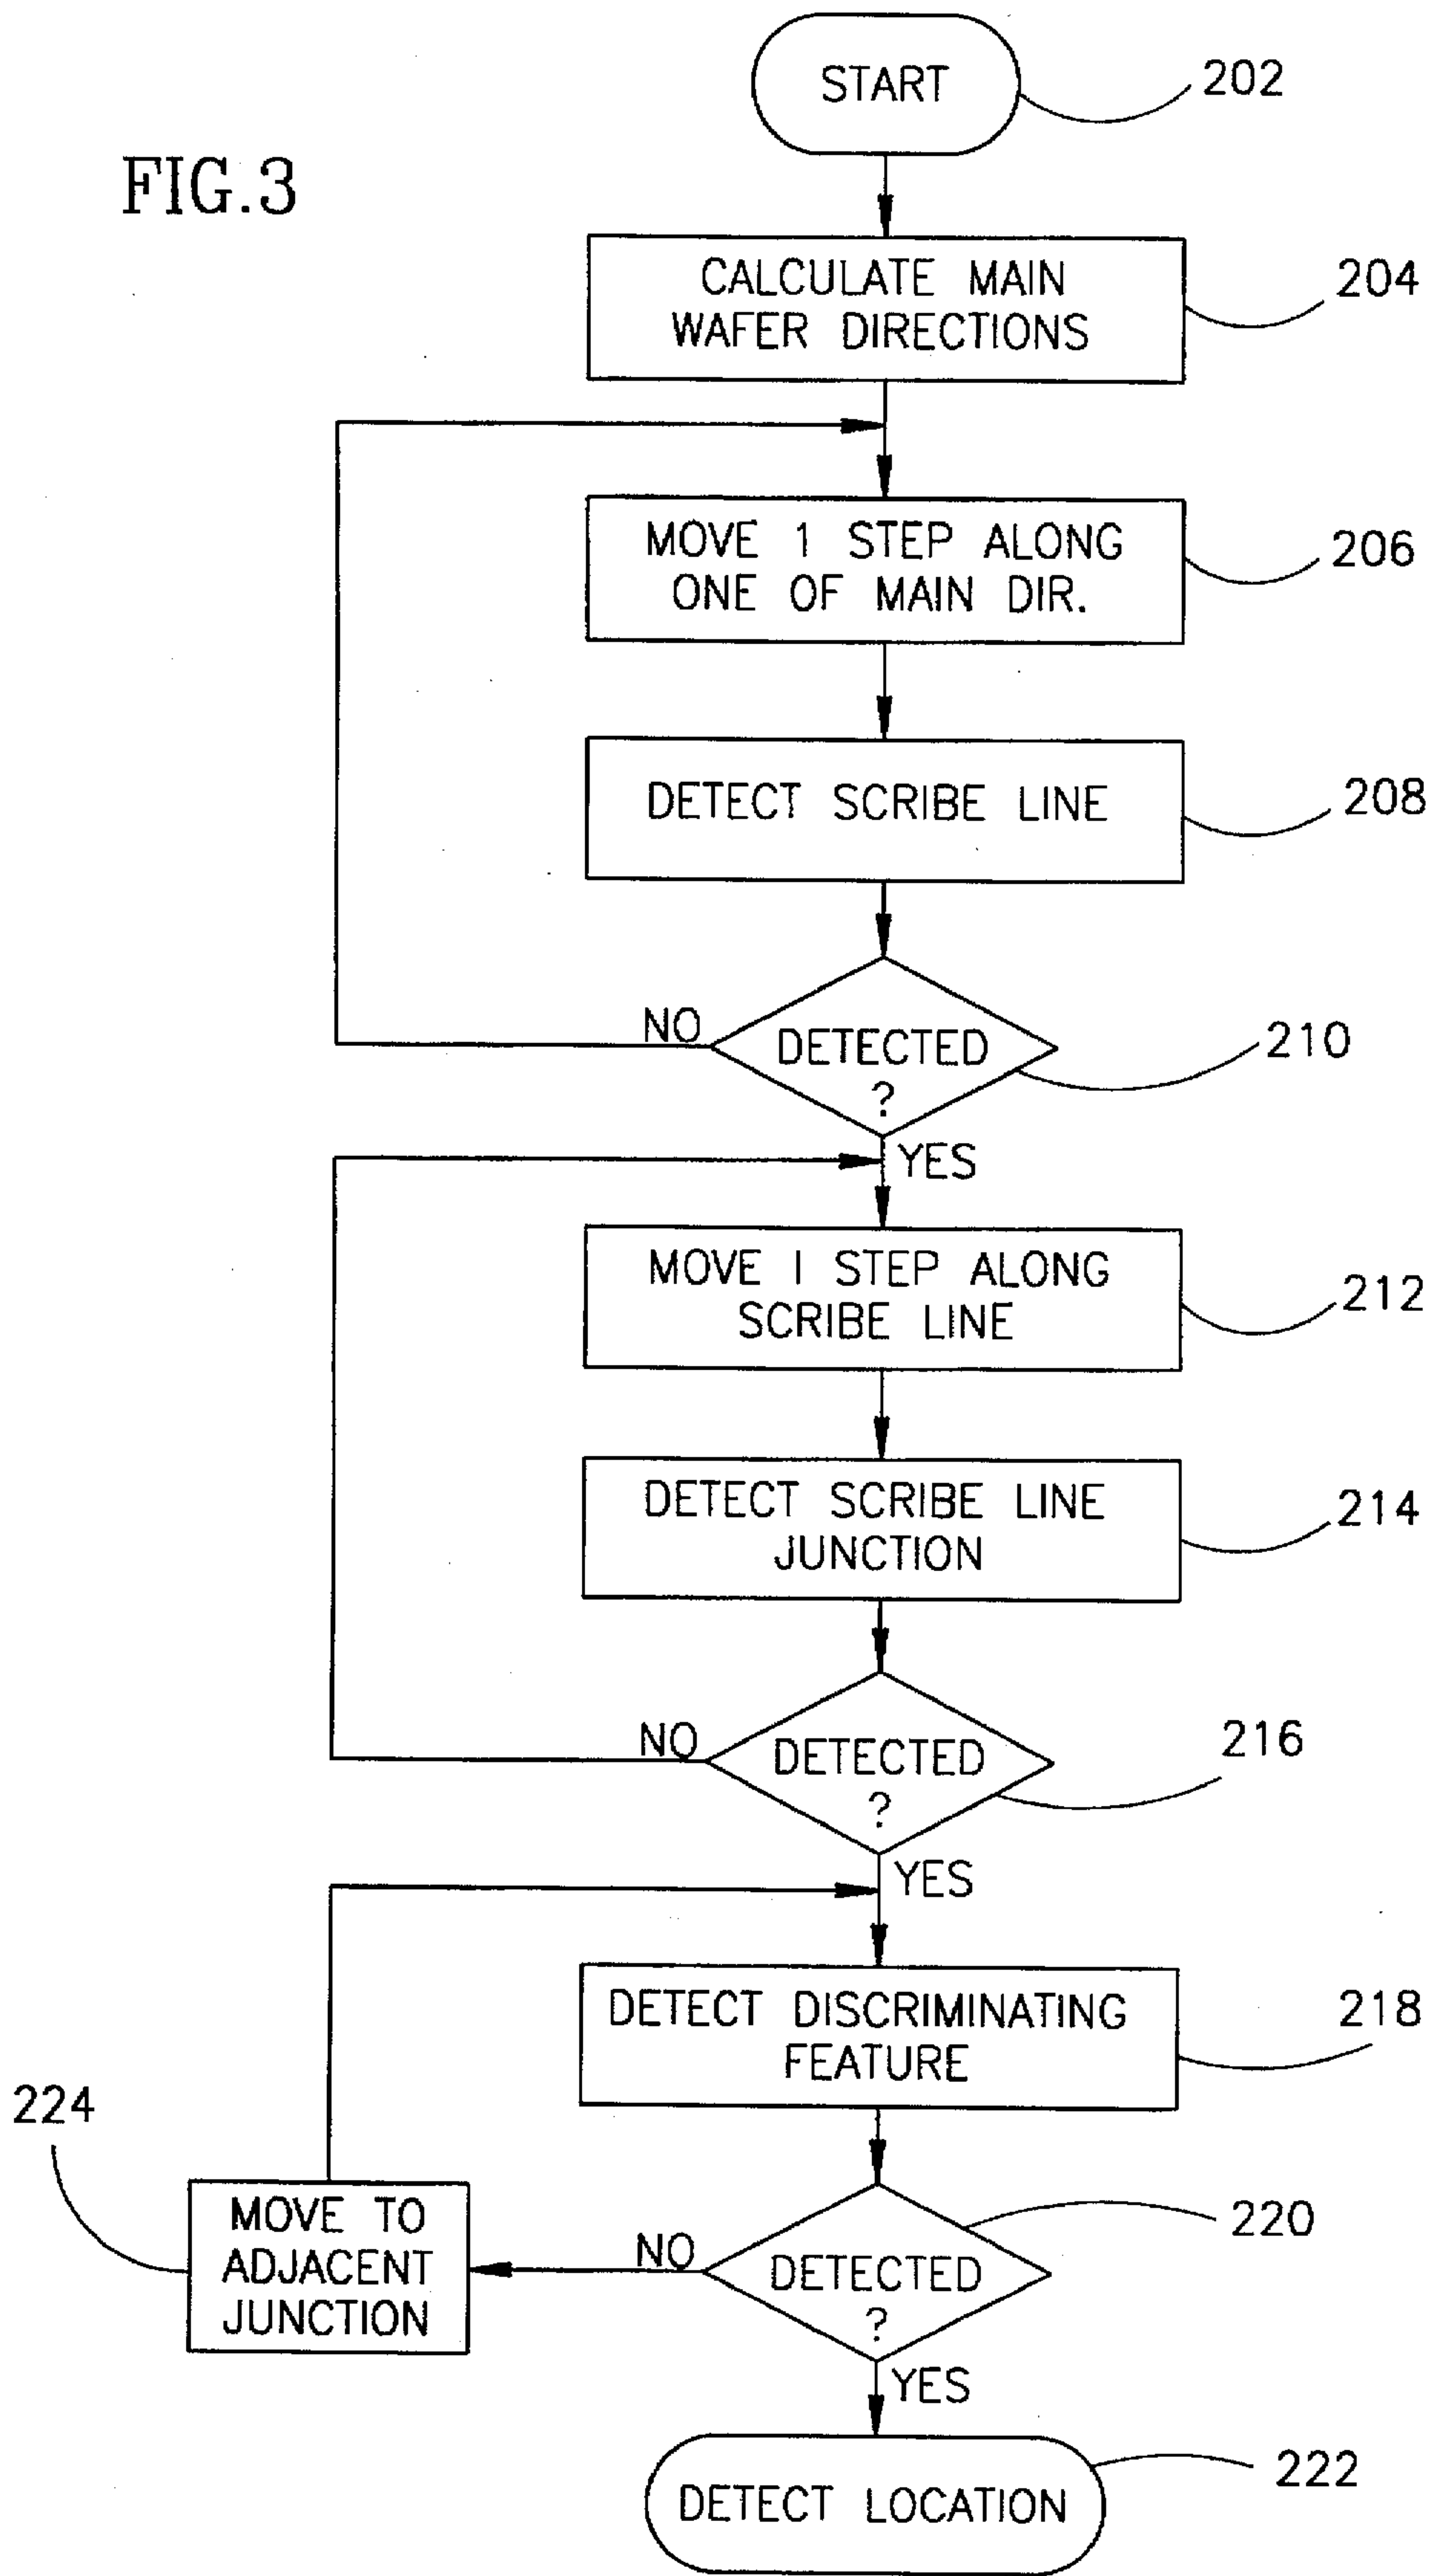 START
202
FIG.3
CALCULATE MAIN
WAFER DIRECTIONS
204
MOVE 1 STEP ALONG
ONE OF MAIN DIR.
206
DETECT SCRIBE LINE
208
NO
DETECTED
?
210
YES
MOVE I STEP ALONG
SCRIBE LINE
212
DETECT SCRIBE LINE
JUNCTION
214
NO
DETECTED
?
216
YES
DETECT DISCRIMINATING
FEATURE
218
224
MOVE TO
ADJACENT
JUNCTION
NO
DETECTED
?
220
YES
DETECT LOCATION
222